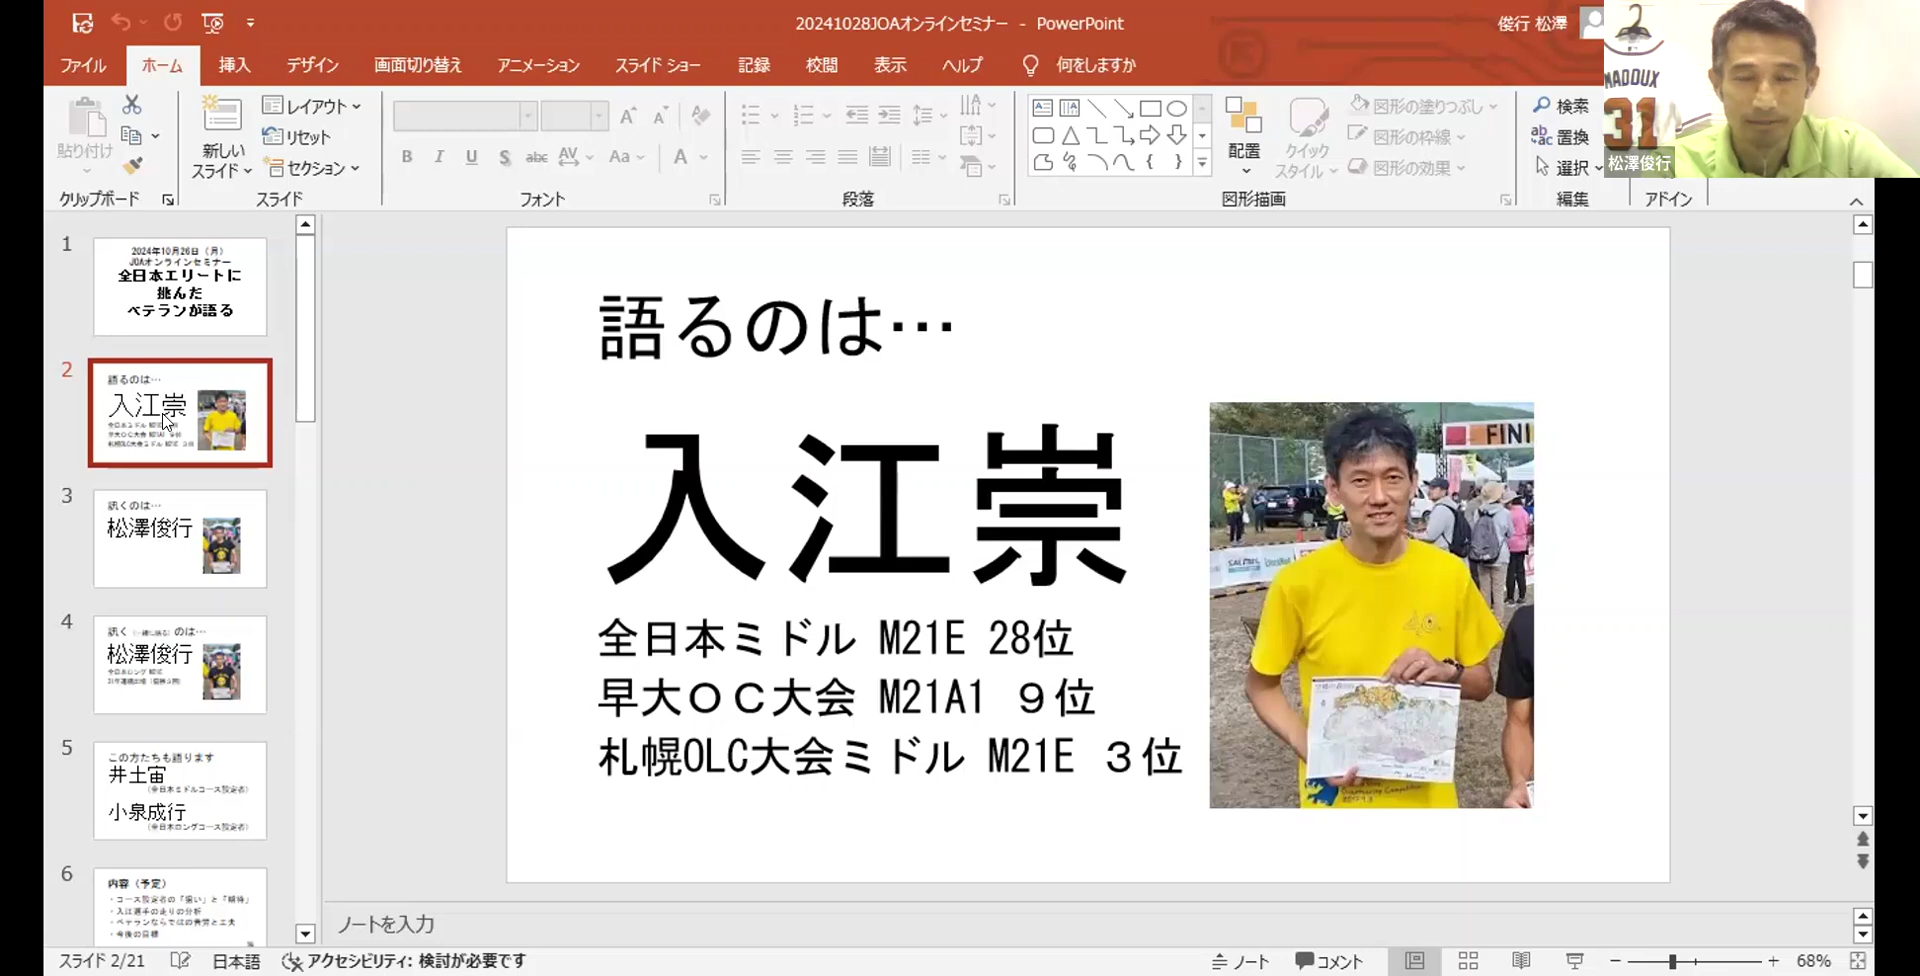 20241028JOAオンラインセミナー - PowerPoint
俊行 松澤
ファイル ホーム 挿入 デザイン 画面切り替え アニメーション スライド ショー 記録 校閲 表示 ヘルプ 何をしますか
MADDUX
31
松澤俊行
貼り付け
新しい
スライド
レイアウト
リセット
セクション
B I U S abc AV Aa A
配置
クイック
スタイル
図形の塗りつぶし
図形の枠線
図形の効果
検索
置換
選択
クリップボード スライド フォント 段落 図形描画 編集 アドイン
1
2024年10月26日（月）
JOAオンラインセミナー
全日本エリートに
挑んだ
ベテランが語る
2
語るのは…
入江崇
早大ＯＣ大会 M21A1 ９位
札幌OLC大会ミドル M21E ３位
3
訊くのは…
松澤俊行
4
訊く（一緒に語る）のは…
松澤俊行
全日本ロング M21E
5
この方たちも語ります
井土宙
（全日本ミドルコース設定者）
小泉成行
（全日本ロングコース設定者）
6
内容（予定）
・コース設定者の「狙い」と「期待」
・入江選手の走りの分析
・ベテランならではの苦労と工夫
・今後の目標
語るのは…
入江崇
全日本ミドル M21E 28位
早大ＯＣ大会 M21A1 ９位
札幌OLC大会ミドル M21E ３位
FINI
ノートを入力
スライド 2/21 日本語 アクセシビリティ: 検討が必要です ノート コメント 68%